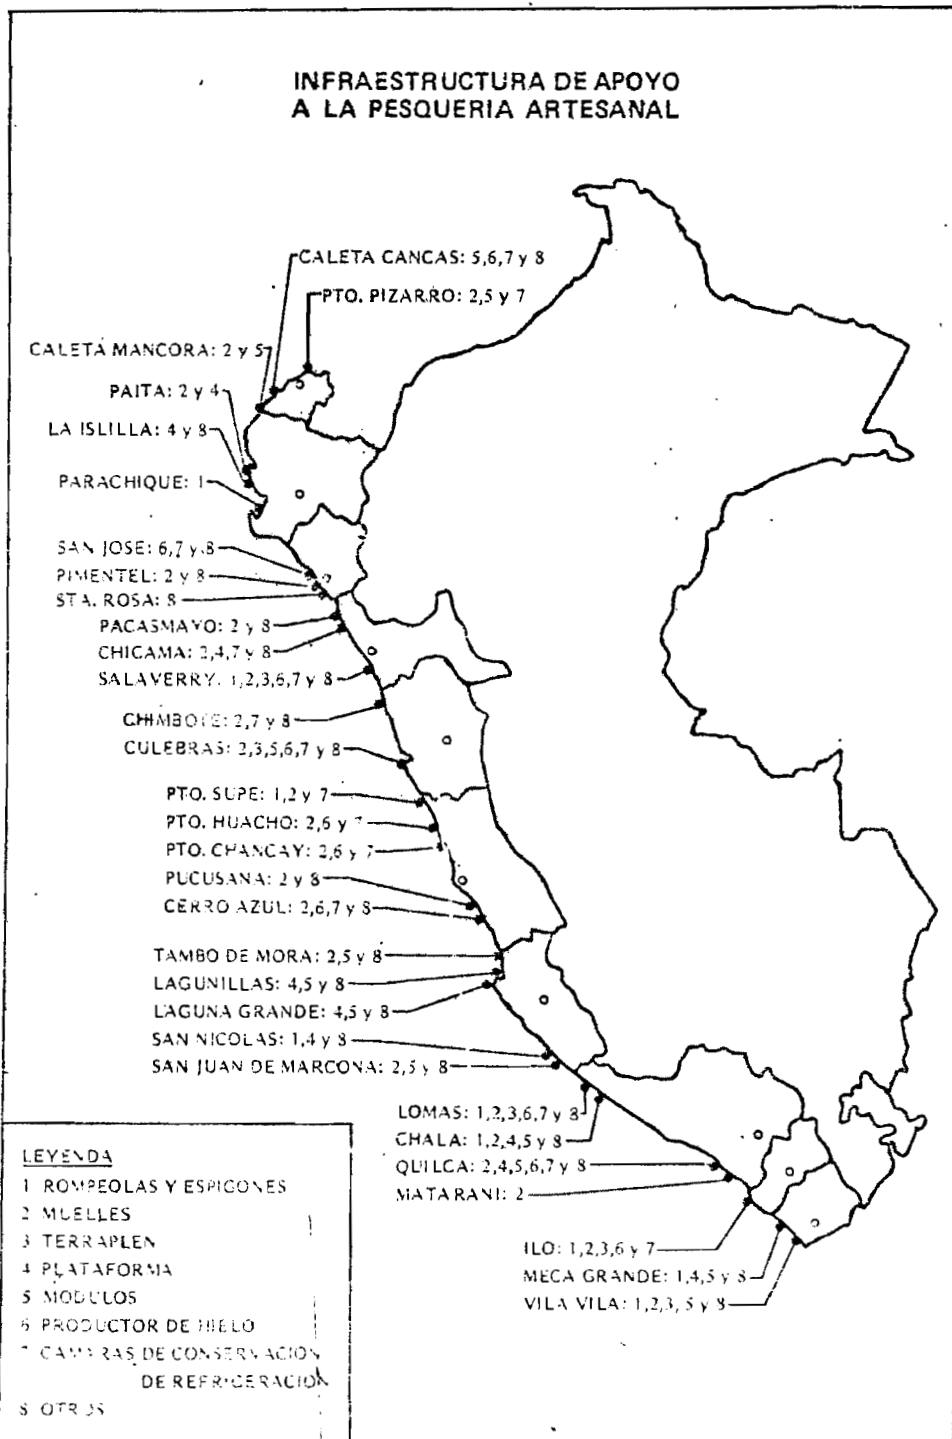 INFRAESTRUCTURA DE APOYO
A LA PESQUERIA ARTESANAL
CALETA CANCAS: 5,6,7 y 8
PTO. PIZARRO: 2,5 y 7
CALETA MANCORA: 2 y 5
PAITA: 2 y 4
LA ISLILLA: 4 y 8
PARACHIQUE: 1
SAN JOSE: 6,7 y 8
PIMENTEL: 2 y 8
STA. ROSA: 8
PACASMAYO: 2 y 8
CHICAMA: 2,4,7 y 8
SALAVERRY: 1,2,3,6,7 y 8
CHIMBOTE: 2,7 y 8
CULEBRAS: 2,3,5,6,7 y 8
PTO. SUPE: 1,2 y 7
PTO. HUACHO: 2,6 y 7
PTO. CHANCAY: 2,6 y 7
PUCUSANA: 2 y 8
CERRO AZUL: 2,6,7 y 8
TAMBO DE MORA: 2,5 y 8
LAGUNILLAS: 4,5 y 8
LAGUNA GRANDE: 4,5 y 8
SAN NICOLAS: 1,4 y 8
SAN JUAN DE MARCONA: 2,5 y 8
LOMAS: 1,2,3,6,7 y 8
CHALA: 1,2,4,5 y 8
QUILCA: 2,4,5,6,7 y 8
MATARANI: 2
ILO: 1,2,3,6 y 7
MECA GRANDE: 1,4,5 y 8
VILA VILA: 1,2,3, 5 y 8
LEYENDA
1 ROMPEOLAS Y ESPIGONES
2 MUELLES
3 TERRAPLEN
4 PLATAFORMA
5 MODULOS
6 PRODUCTOR DE HIELO
7 CAMARAS DE CONSERVACION
DE REFRIGERACION
8 OTROS